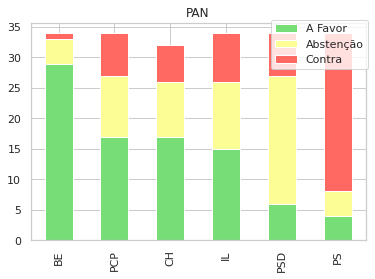 PAN
A Favor
Abstenção
Contra
35
30
25
20
15
10
5
0
BE
PCP
CH
IL
PSD
PS